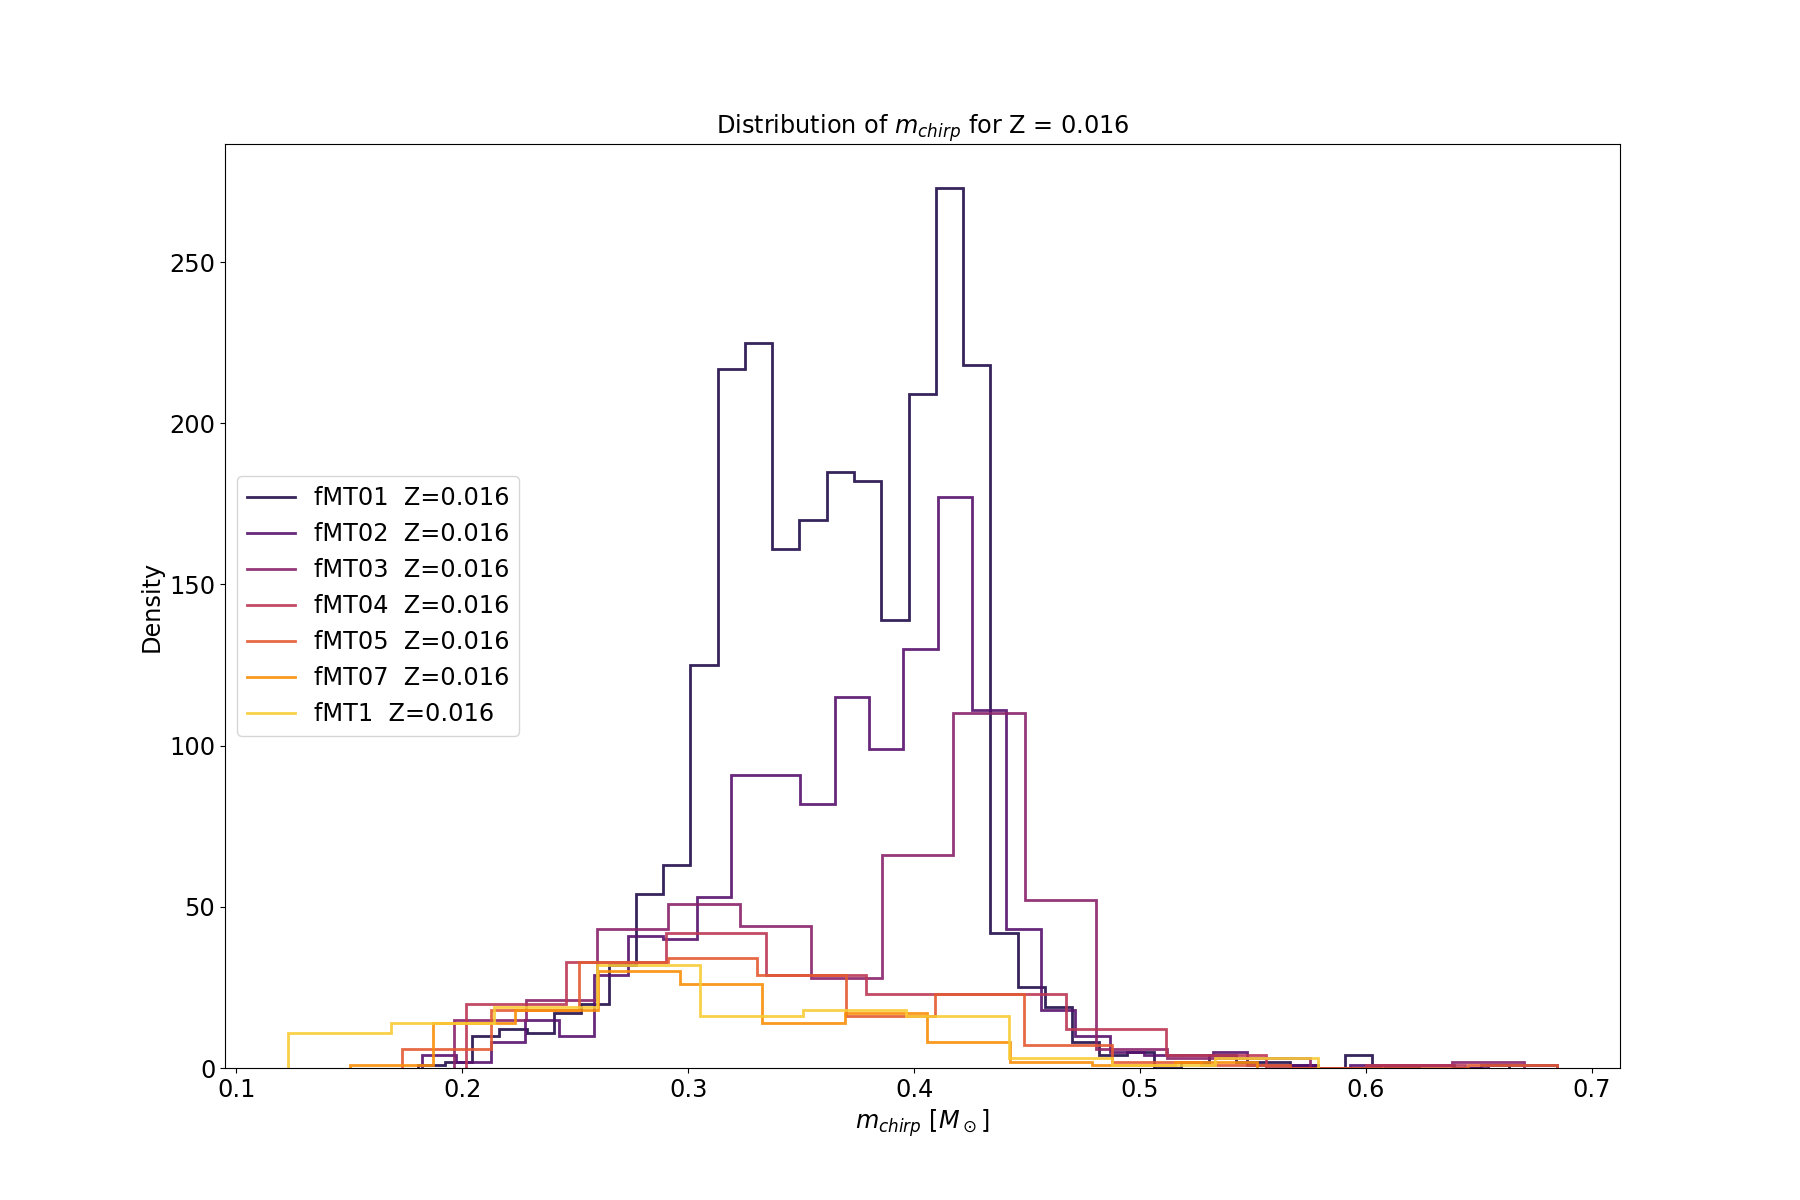 Distribution of m_chirp for Z = 0.016
Density
250
200
150
100
50
0
fMT01  Z=0.016
fMT02  Z=0.016
fMT03  Z=0.016
fMT04  Z=0.016
fMT05  Z=0.016
fMT07  Z=0.016
fMT1  Z=0.016
0.1 0.2 0.3 0.4 0.5 0.6 0.7
m_chirp [M_⊙]